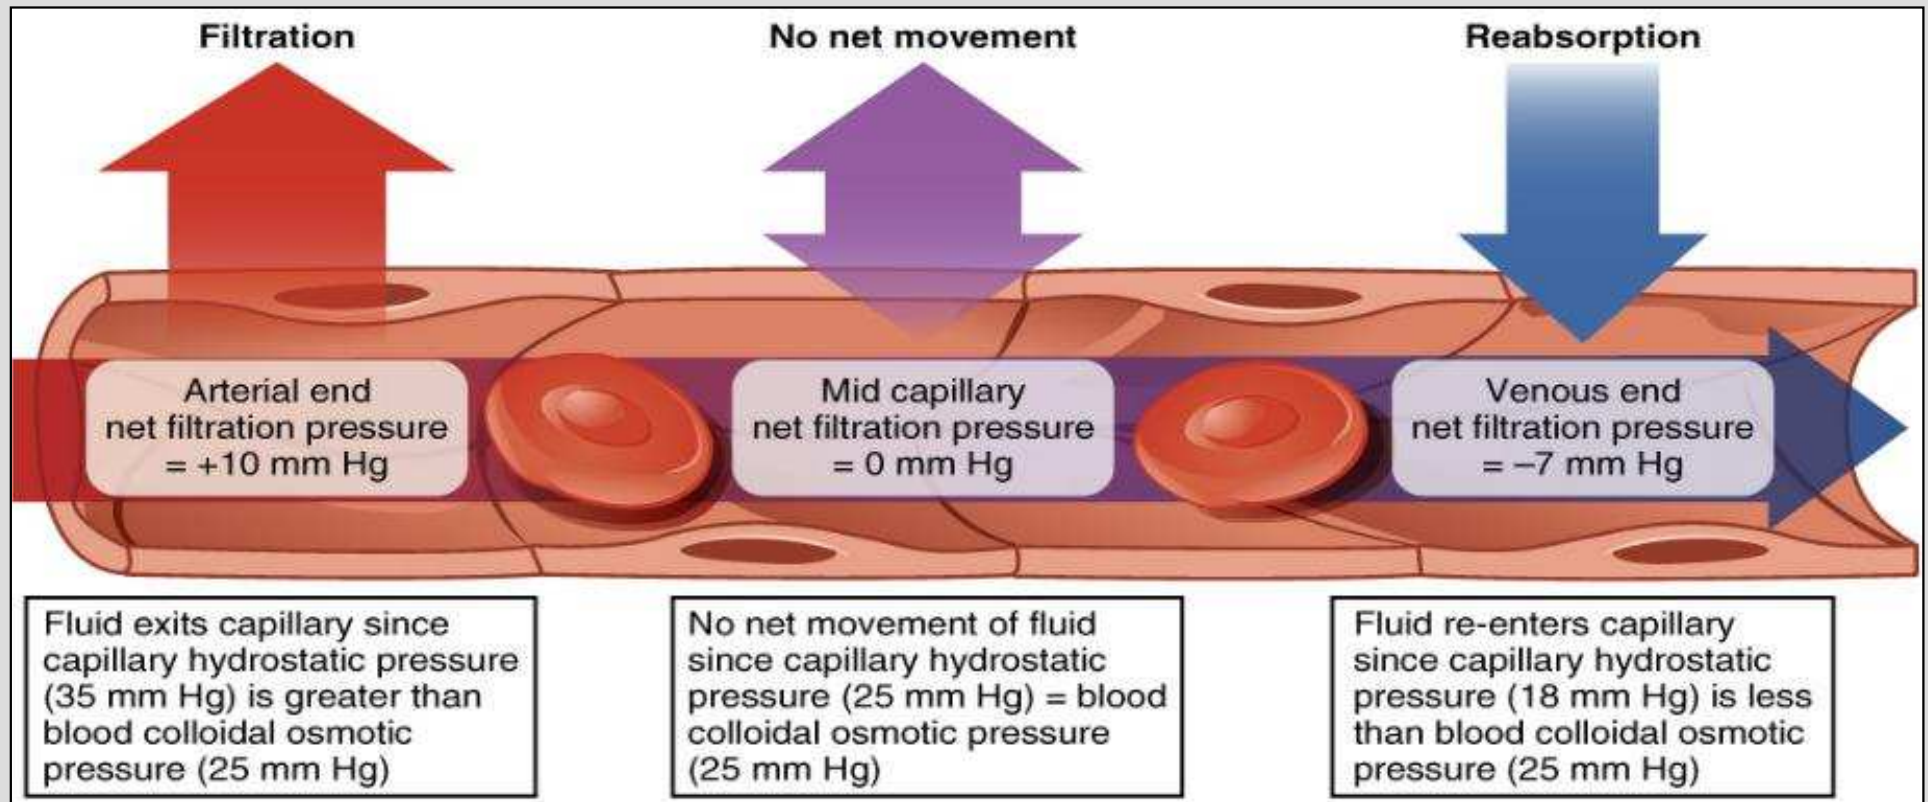 Filtration
No net movement
Reabsorption
Arterial end
net filtration pressure
= +10 mm Hg
Mid capillary
net filtration pressure
= 0 mm Hg
Venous end
net filtration pressure
= –7 mm Hg
Fluid exits capillary since
capillary hydrostatic pressure
(35 mm Hg) is greater than
blood colloidal osmotic
pressure (25 mm Hg)
No net movement of fluid
since capillary hydrostatic
pressure (25 mm Hg) = blood
colloidal osmotic pressure
(25 mm Hg)
Fluid re-enters capillary
since capillary hydrostatic
pressure (18 mm Hg) is less
than blood colloidal osmotic
pressure (25 mm Hg)